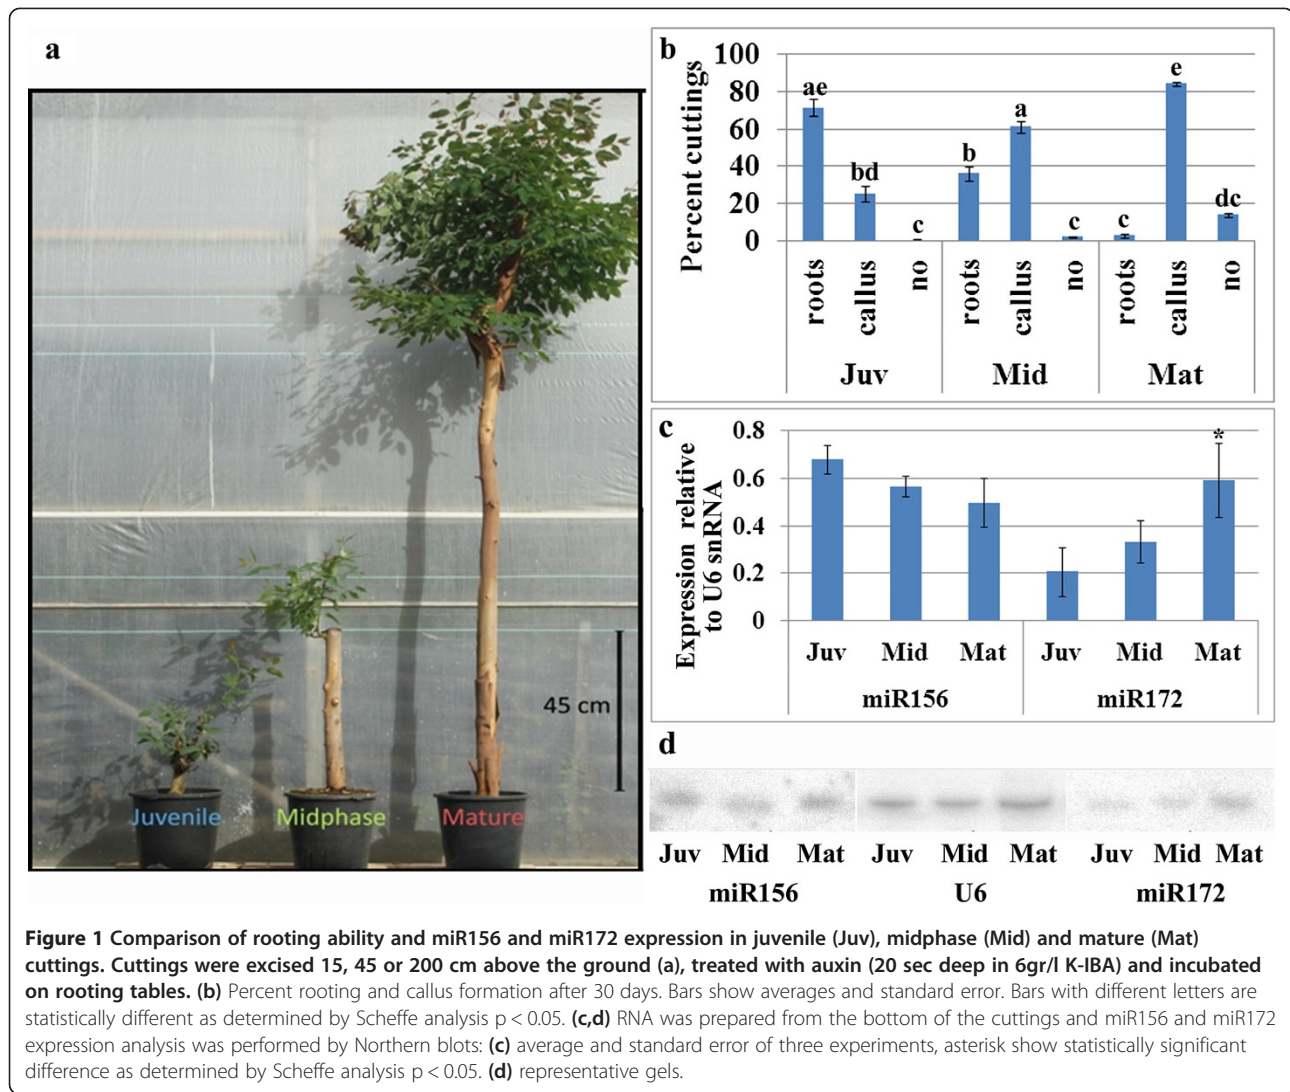 a
45 cm
Juvenile Midphase Mature
b
Percent cuttings
100
80
60
40
20
0
ae bd c b a c c e dc
roots callus no roots callus no roots callus no
Juv Mid Mat
c
Expression relative
to U6 snRNA
0.8
0.6
0.4
0.2
0
*
Juv Mid Mat Juv Mid Mat
miR156 miR172
d
Juv Mid Mat Juv Mid Mat Juv Mid Mat
miR156 U6 miR172
Figure 1 Comparison of rooting ability and miR156 and miR172 expression in juvenile (Juv), midphase (Mid) and mature (Mat)
cuttings. Cuttings were excised 15, 45 or 200 cm above the ground (a), treated with auxin (20 sec deep in 6gr/l K-IBA) and incubated
on rooting tables. (b) Percent rooting and callus formation after 30 days. Bars show averages and standard error. Bars with different letters are
statistically different as determined by Scheffe analysis p < 0.05. (c,d) RNA was prepared from the bottom of the cuttings and miR156 and miR172
expression analysis was performed by Northern blots: (c) average and standard error of three experiments, asterisk show statistically significant
difference as determined by Scheffe analysis p < 0.05. (d) representative gels.